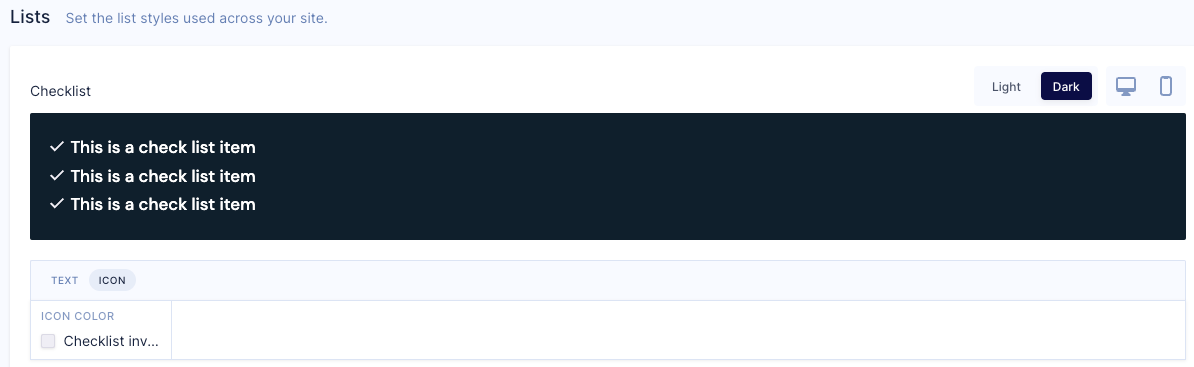 Lists Set the list styles used across your site.
Checklist
Light Dark
This is a check list item
This is a check list item
This is a check list item
TEXT ICON
ICON COLOR
Checklist inv...